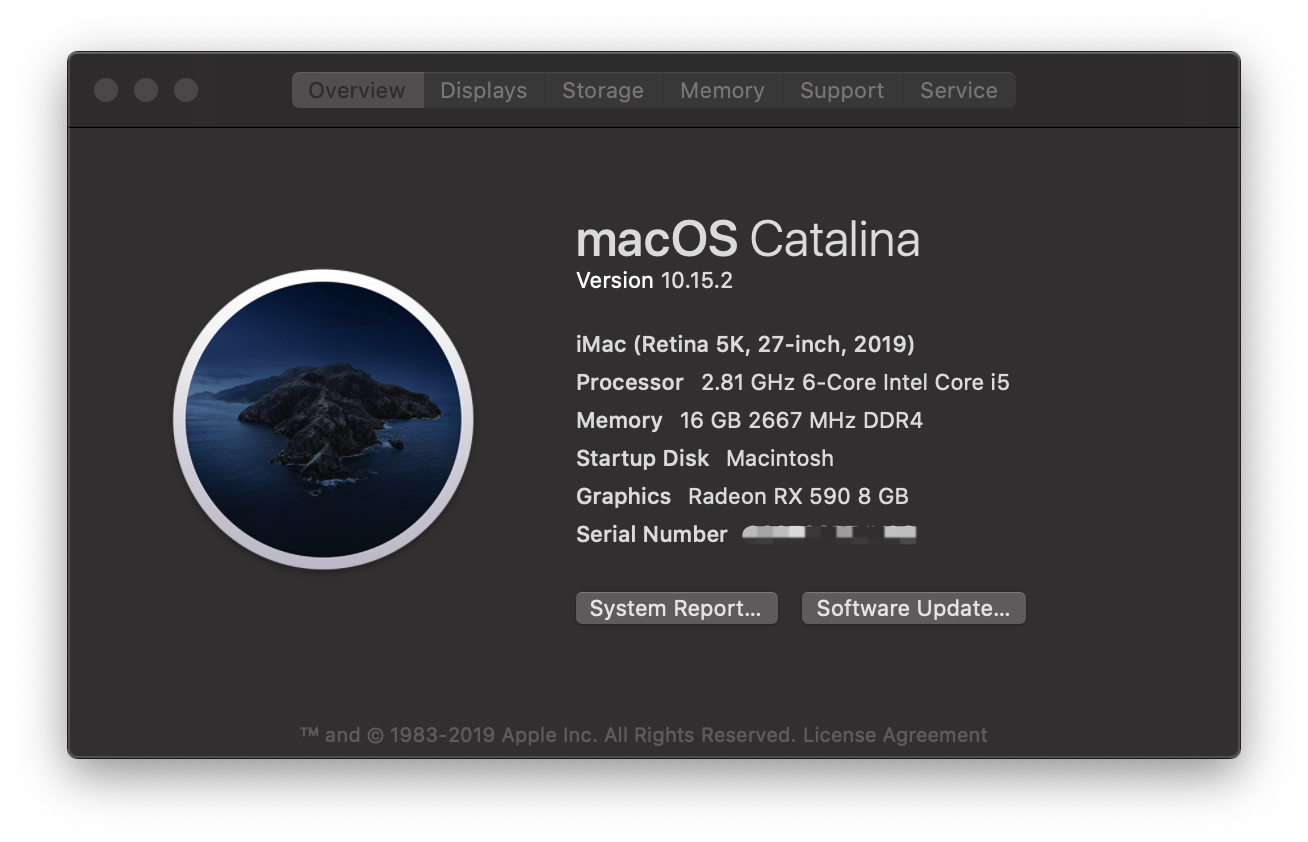 Overview Displays Storage Memory Support Service
macOS Catalina
Version 10.15.2
iMac (Retina 5K, 27-inch, 2019)
Processor 2.81 GHz 6-Core Intel Core i5
Memory 16 GB 2667 MHz DDR4
Startup Disk Macintosh
Graphics Radeon RX 590 8 GB
Serial Number
System Report... Software Update...
™ and © 1983-2019 Apple Inc. All Rights Reserved. License Agreement